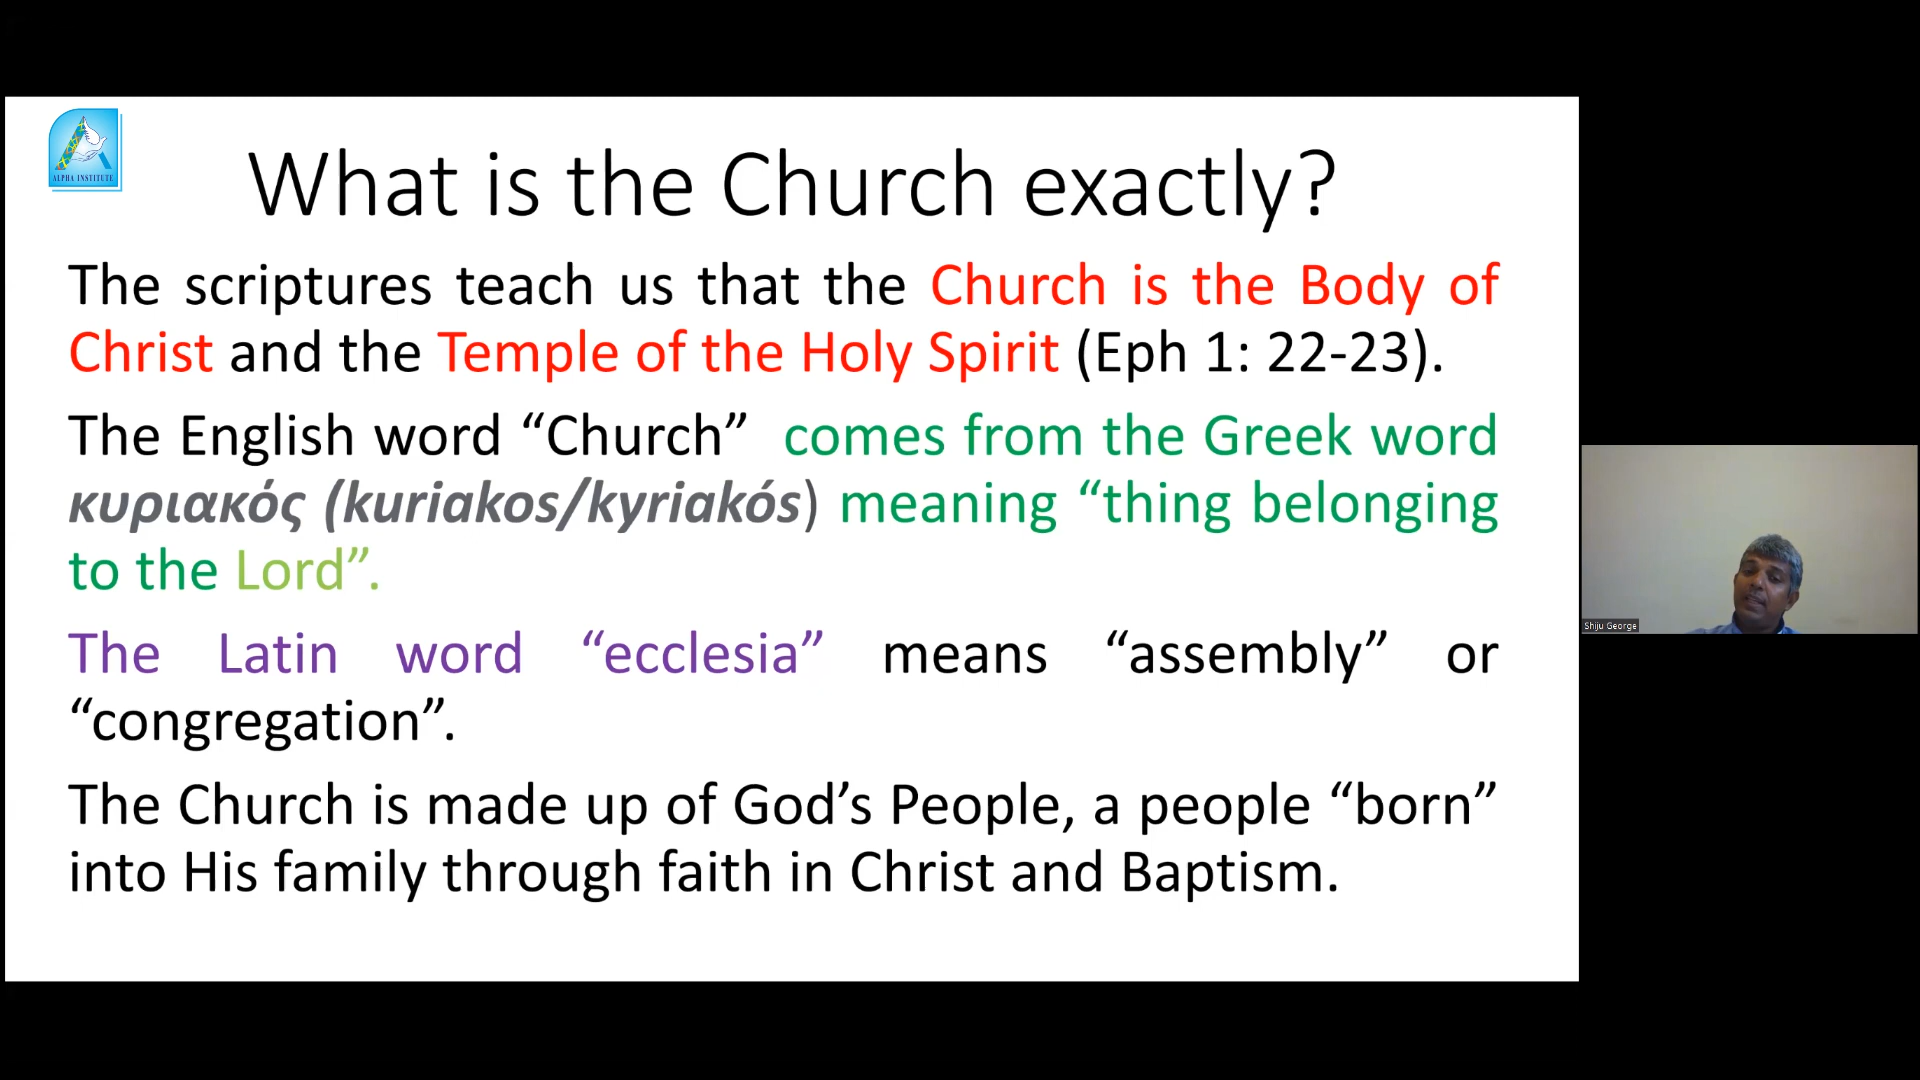 ALPHA INSTITUTE
What is the Church exactly?
The scriptures teach us that the Church is the Body of
Christ and the Temple of the Holy Spirit (Eph 1: 22-23).
The English word “Church” comes from the Greek word
κυριακός (kuriakos/kyriakós) meaning “thing belonging
to the Lord”.
The Latin word “ecclesia” means “assembly” or
“congregation”.
The Church is made up of God’s People, a people “born”
into His family through faith in Christ and Baptism.
Shiju George